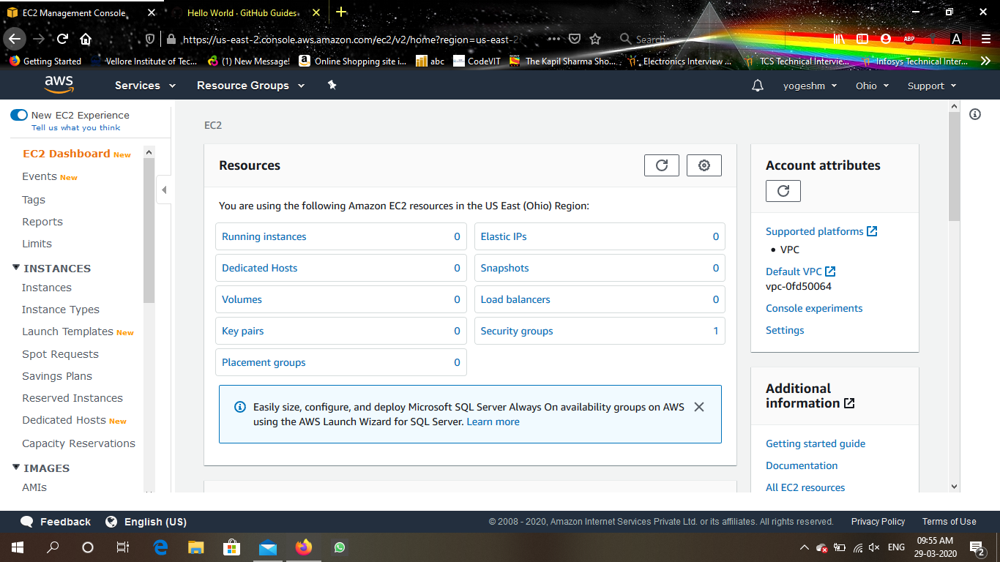 EC2 Management Console
Hello World · GitHub Guides
https://us-east-2.console.aws.amazon.com/ec2/v2/home?region=us-east-2
Search
ABP
A
Getting Started
Vellore Institute of Tec...
(1) New Message!
Online Shopping site i...
abc
CodeVIT
The Kapil Sharma Sho...
Electronics Interview ...
TCS Technical Intervie...
Infosys Technical Inter...
aws
Services
Resource Groups
yogeshm
Ohio
Support
New EC2 Experience
Tell us what you think
EC2 Dashboard New
Events New
Tags
Reports
Limits
INSTANCES
Instances
Instance Types
Launch Templates New
Spot Requests
Savings Plans
Reserved Instances
Dedicated Hosts New
Capacity Reservations
IMAGES
AMIs
EC2
Resources
You are using the following Amazon EC2 resources in the US East (Ohio) Region:
Running instances 0
Elastic IPs 0
Dedicated Hosts 0
Snapshots 0
Volumes 0
Load balancers 0
Key pairs 0
Security groups 1
Placement groups 0
Easily size, configure, and deploy Microsoft SQL Server Always On availability groups on AWS
using the AWS Launch Wizard for SQL Server. Learn more
Account attributes
Supported platforms
• VPC
Default VPC
vpc-0fd50064
Console experiments
Settings
Additional
information
Getting started guide
Documentation
All EC2 resources
Feedback
English (US)
© 2008 - 2020, Amazon Internet Services Private Ltd. or its affiliates. All rights reserved.
Privacy Policy
Terms of Use
ENG
09:55 AM
29-03-2020
2